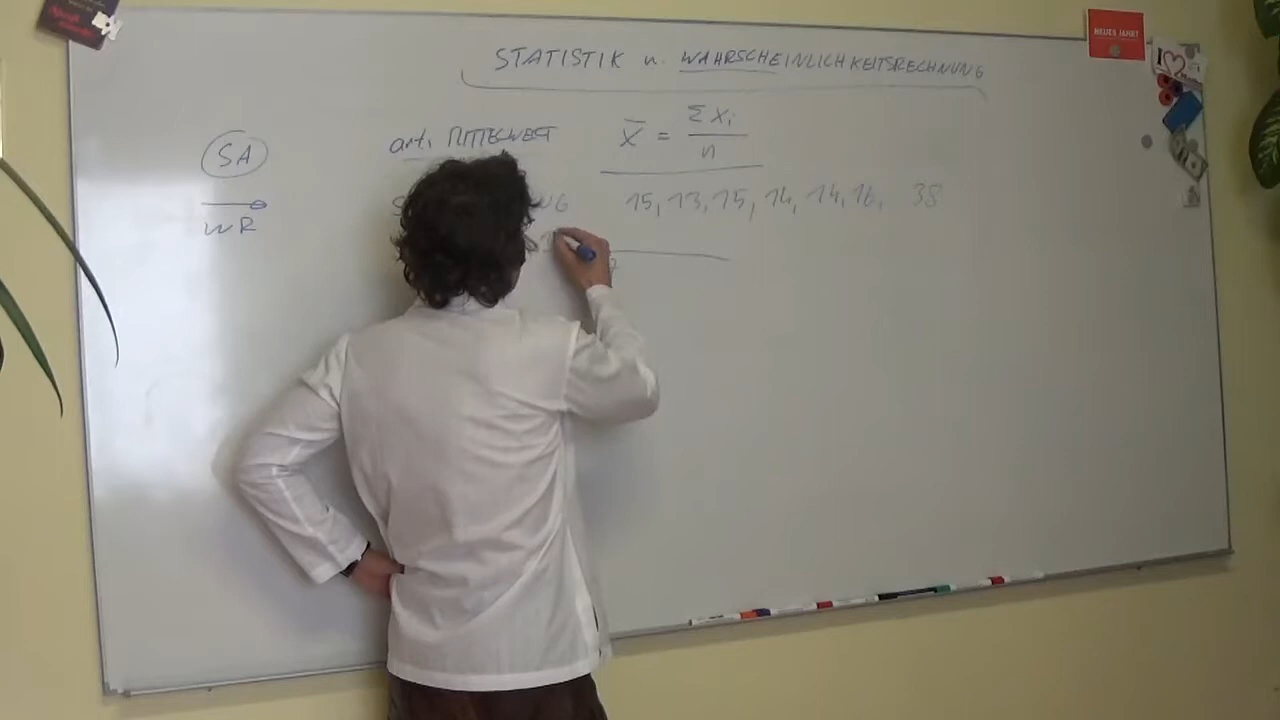 STATISTIK u. WAHRSCHEINLICHKEITSRECHNUNG
SA
WR
arit. MITTELWERT
x̄ = Σxᵢ / n
15, 13, 15, 14, 14, 16, 38
NEUES JAHR?
I